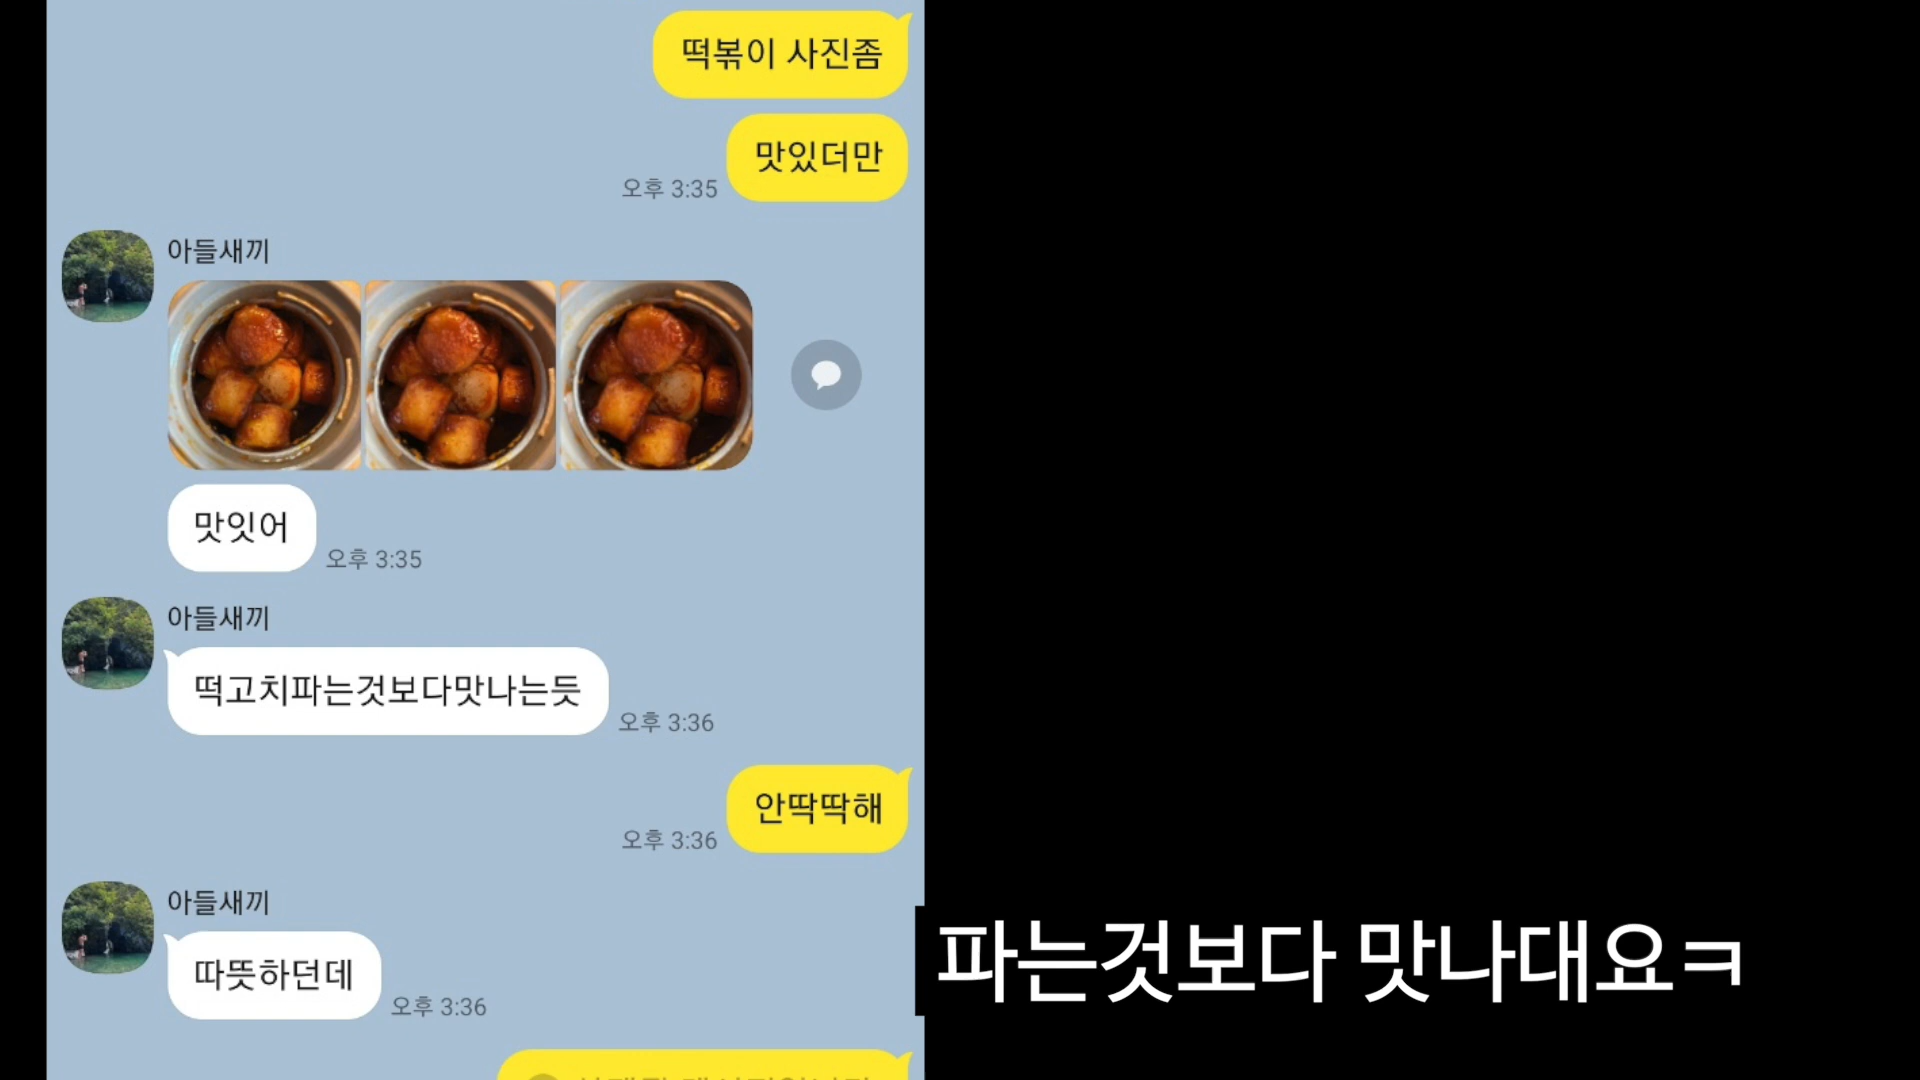 떡볶이 사진좀
맛있더만
오후 3:35
아들새끼
맛잇어
오후 3:35
아들새끼
떡고치파는것보다맛나는듯
오후 3:36
안딱딱해
오후 3:36
아들새끼
따뜻하던데
오후 3:36
파는것보다 맛나대요ㅋ